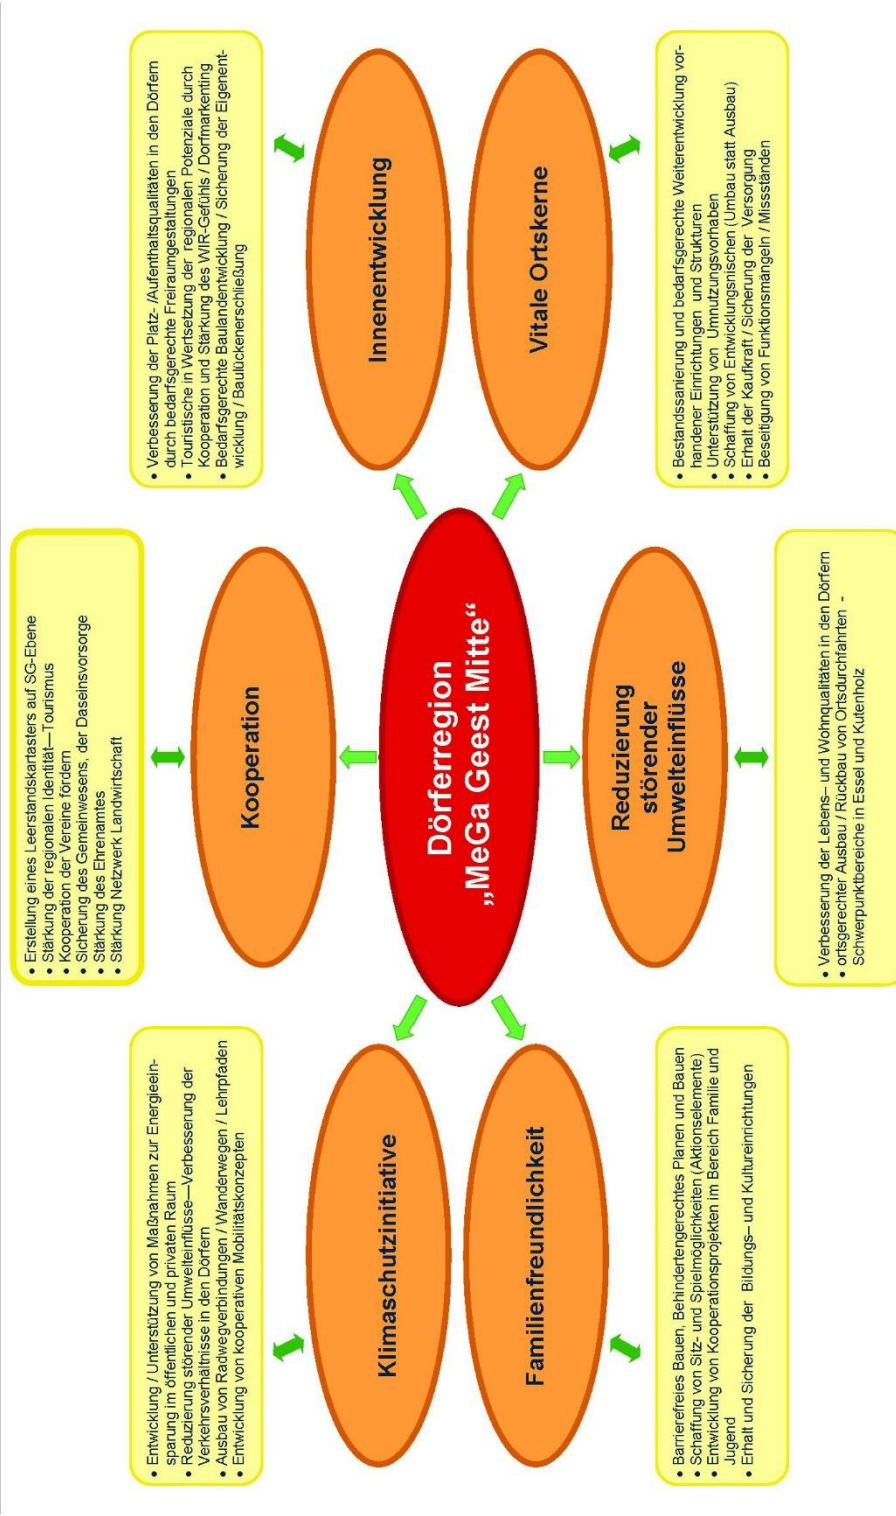 • Entwicklung / Unterstützung von Maßnahmen zur Energieein-
sparung im öffentlichen und privaten Raum
• Reduzierung störender Umwelteinflüsse—Verbesserung der
Verkehrsverhältnisse in den Dörfern
• Ausbau von Radwegverbindungen / Wanderwegen / Lehrpfaden
• Entwicklung von kooperativen Mobilitätskonzepten
• Erstellung eines Leerstandskartasters auf SG-Ebene
• Stärkung der regionalen Identität—Tourismus
• Kooperation der Vereine fördern
• Sicherung des Gemeinwesens, der Daseinsvorsorge
• Stärkung des Ehrenamtes
• Stärkung Netzwerk Landwirtschaft
• Verbesserung der Platz- /Aufenthaltsqualitäten in den Dörfern
durch bedarfsgerechte Freiraumgestaltungen
• Touristische in Wertsetzung der regionalen Potenziale durch
Kooperation und Stärkung des WIR-Gefühls / Dorfmarkenting
• Bedarfsgerechte Baulandentwicklung / Sicherung der Eigenent-
wicklung / Baulückenerschließung
Klimaschutzinitiative
Kooperation
Innenentwicklung
Dörferregion
„MeGa Geest Mitte“
Familienfreundlichkeit
Reduzierung
störender
Umwelteinflüsse
Vitale Ortskerne
• Barrierefreies Bauen, Behindertengerechtes Planen und Bauen
• Schaffung von Sitz- und Spielmöglichkeiten (Aktionselemente)
• Entwicklung von Kooperationsprojekten im Bereich Familie und
Jugend
• Erhalt und Sicherung der Bildungs– und Kultureinrichtungen
• Verbesserung der Lebens– und Wohnqualitäten in den Dörfern
• ortsgerechter Ausbau / Rückbau von Ortsdurchfahrten -
Schwerpunktbereiche in Essel und Kutenholz
• Bestandssanierung und bedarfsgerechte Weiterentwicklung vor-
handener Einrichtungen und Strukturen
• Unterstützung von Umnutzungsvorhaben
• Schaffung von Entwicklungsnischen (Umbau statt Ausbau)
• Erhalt der Kaufkraft / Sicherung der Versorgung
• Beseitigung von Funktionsmängeln / Missständen